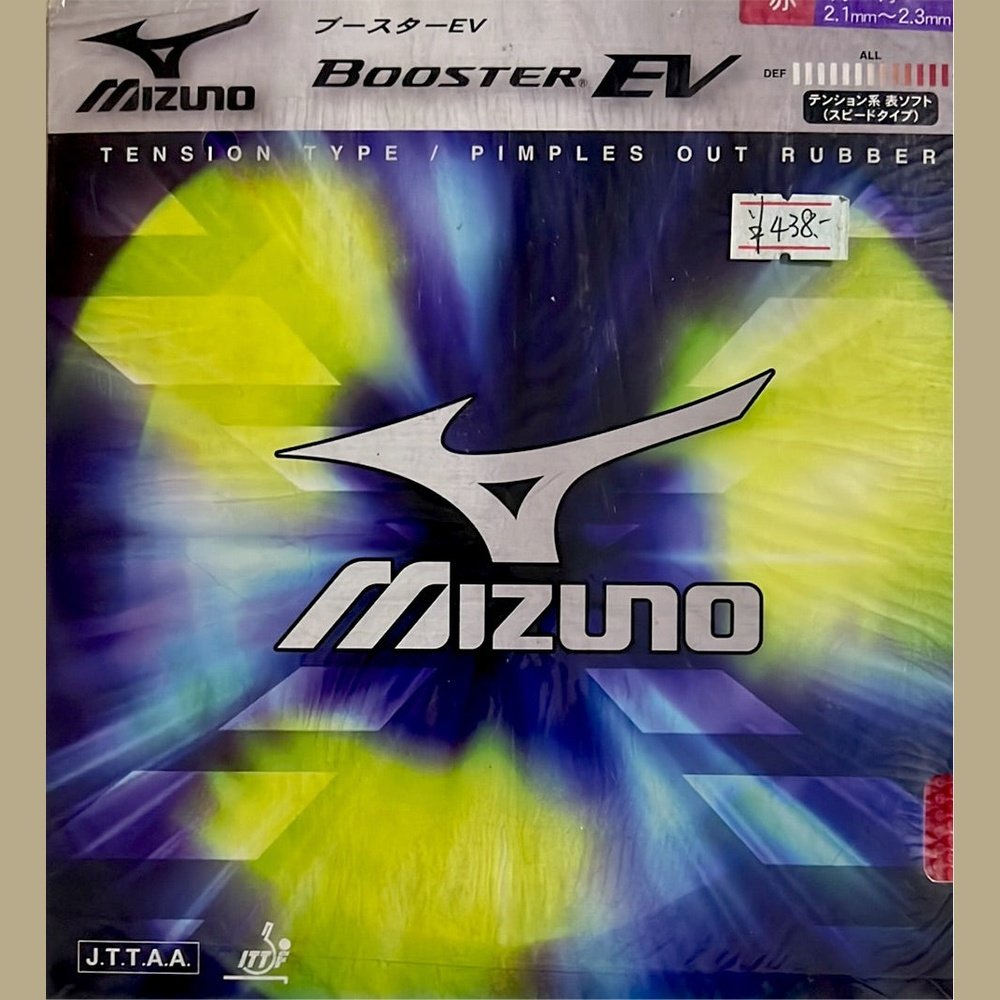 MIZUNO
ブースターEV
BOOSTER® EV
赤
2.1mm～2.3mm
ALL
DEF
テンション系 表ソフト
(スピードタイプ)
TENSION TYPE / PIMPLES OUT RUBBER
¥438.-
MIZUNO
J.T.T.A.A.
ITTF